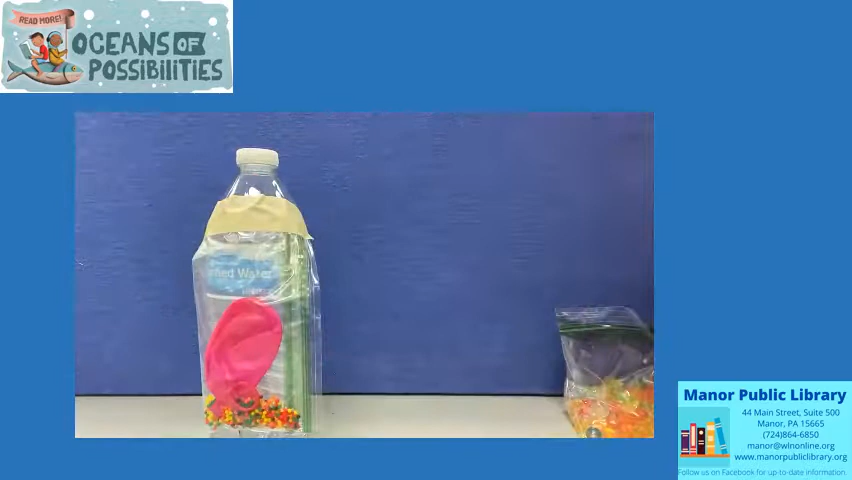 READ MORE!
OCEANS OF
POSSIBILITIES
Water
Manor Public Library
44 Main Street, Suite 500
Manor, PA 15665
(724)864-6850
manor@wlnonline.org
www.manorpubliclibrary.org
Follow us on Facebook for up-to-date information.